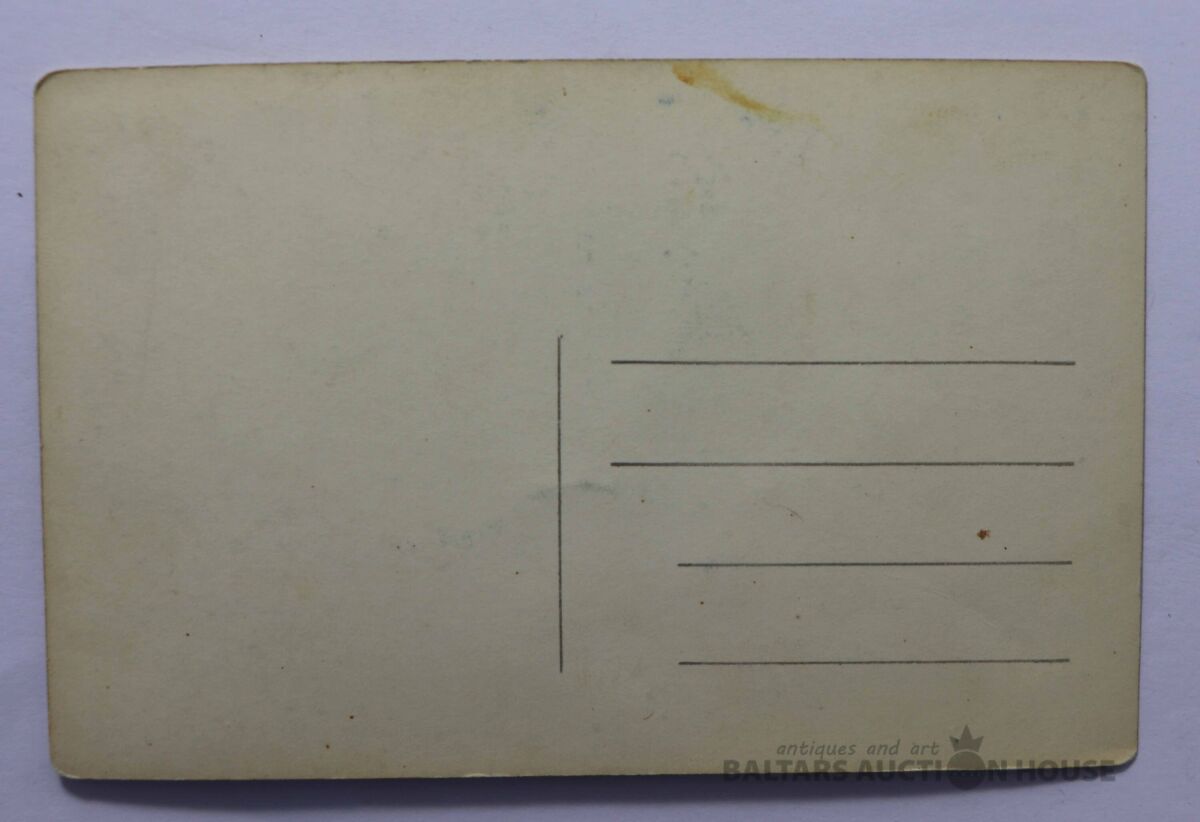 antiques and art
BALTARS AUCTION HOUSE